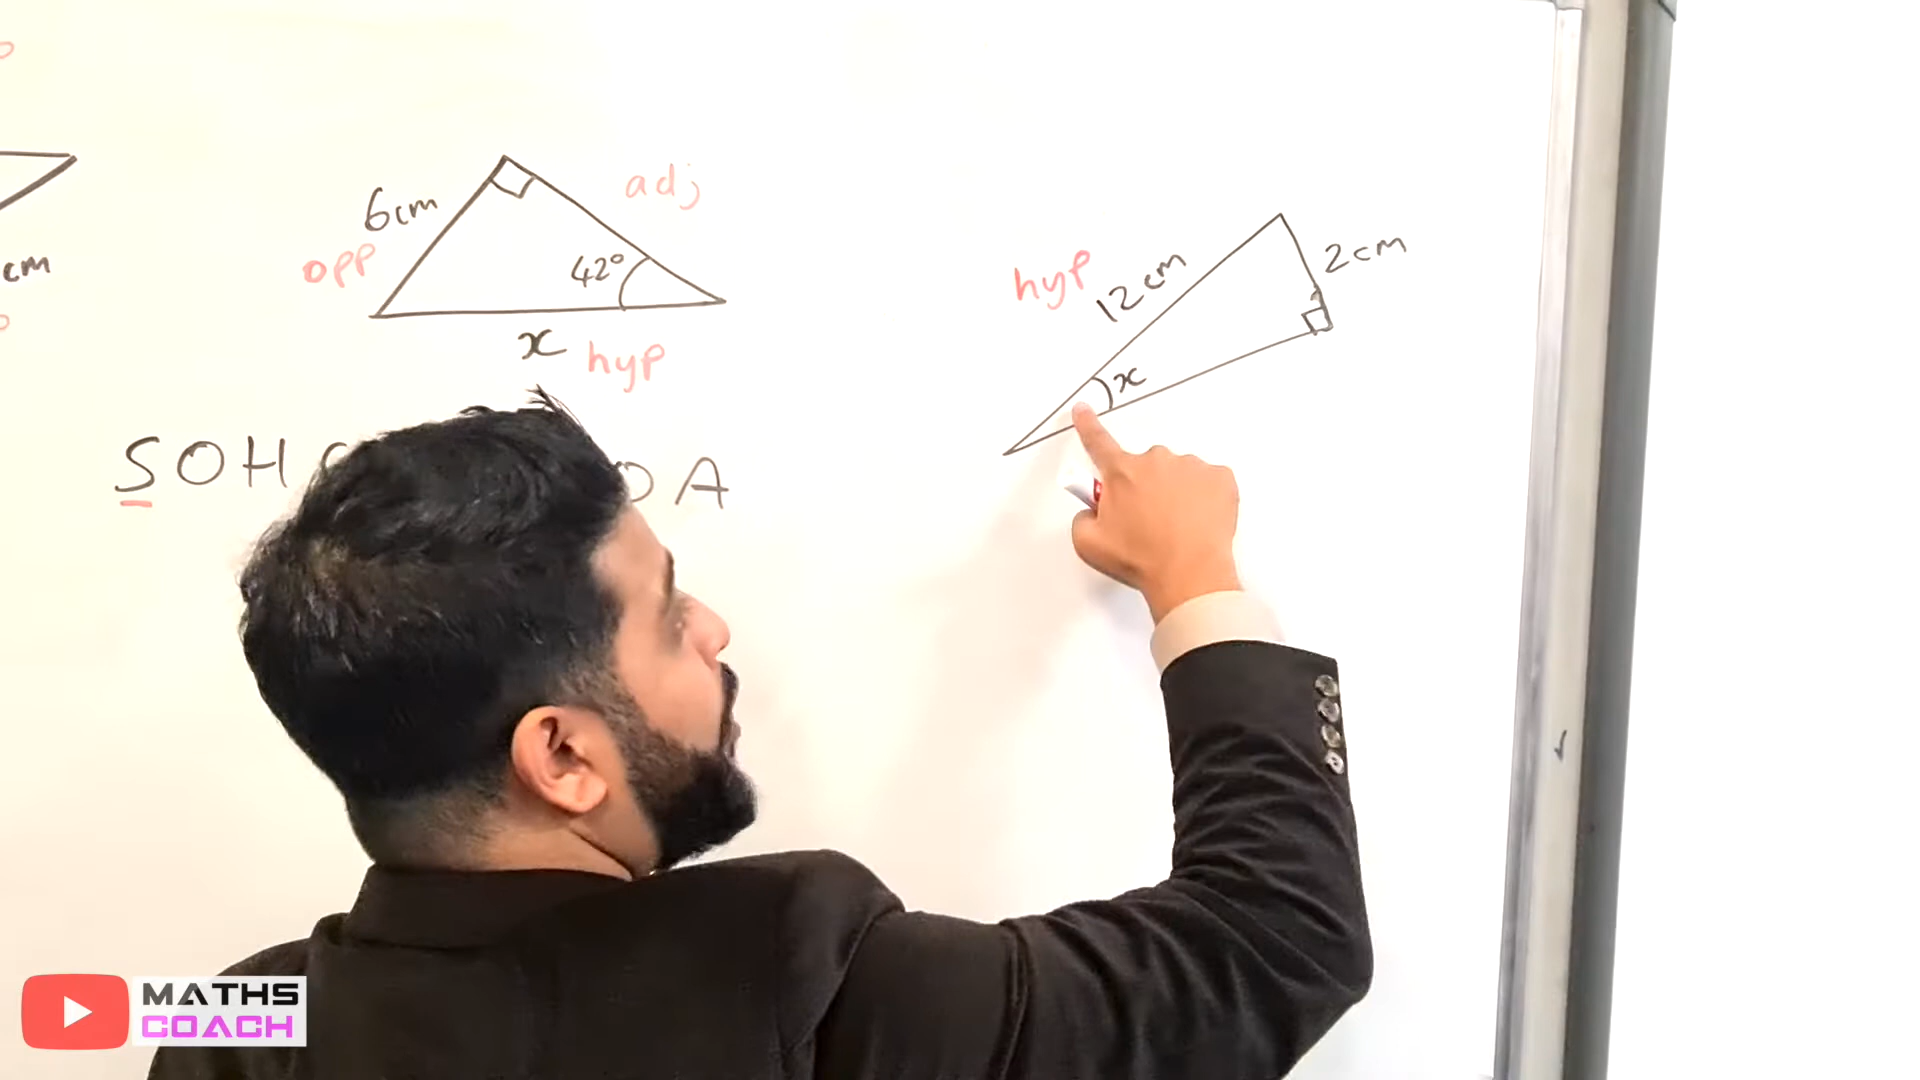 cm
6cm
opp
adj
42°
x
hyp
hyp
12cm
2cm
x
SOH
OA
MATHS
COACH